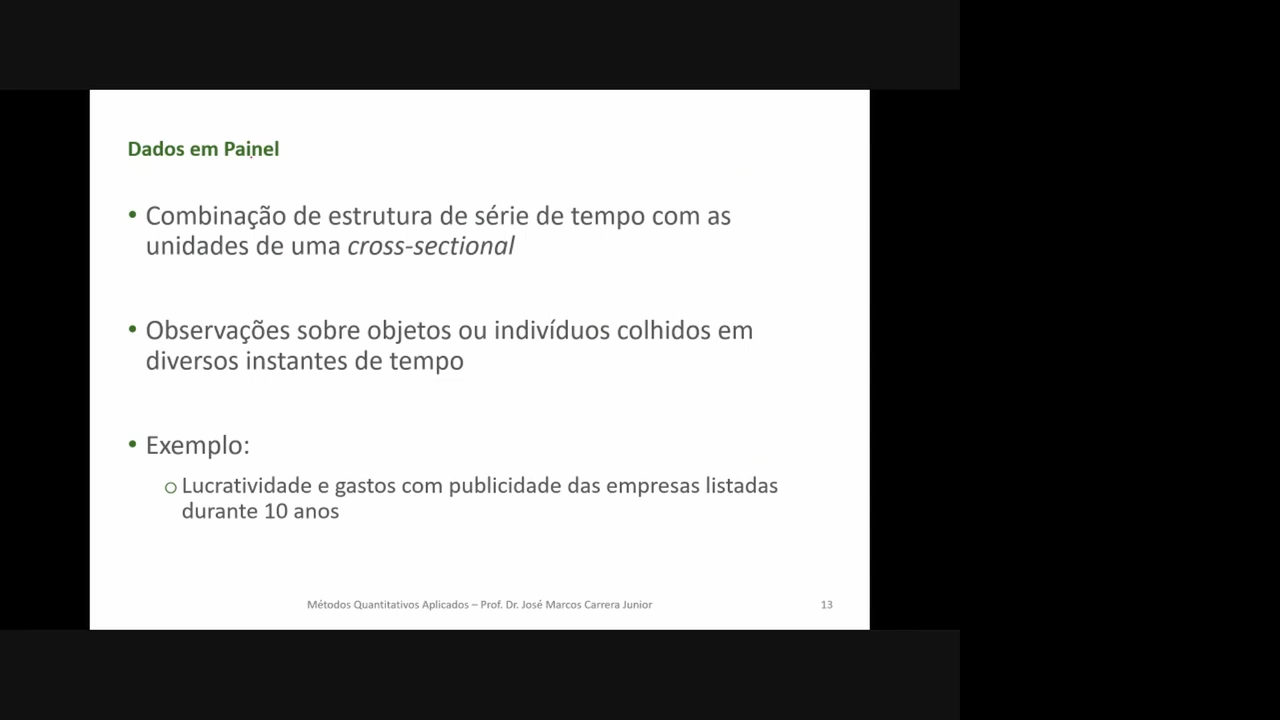 Dados em Painel
• Combinação de estrutura de série de tempo com as
unidades de uma cross-sectional
• Observações sobre objetos ou indivíduos colhidos em
diversos instantes de tempo
• Exemplo:
o Lucratividade e gastos com publicidade das empresas listadas
durante 10 anos
Métodos Quantitativos Aplicados – Prof. Dr. José Marcos Carrera Junior 13